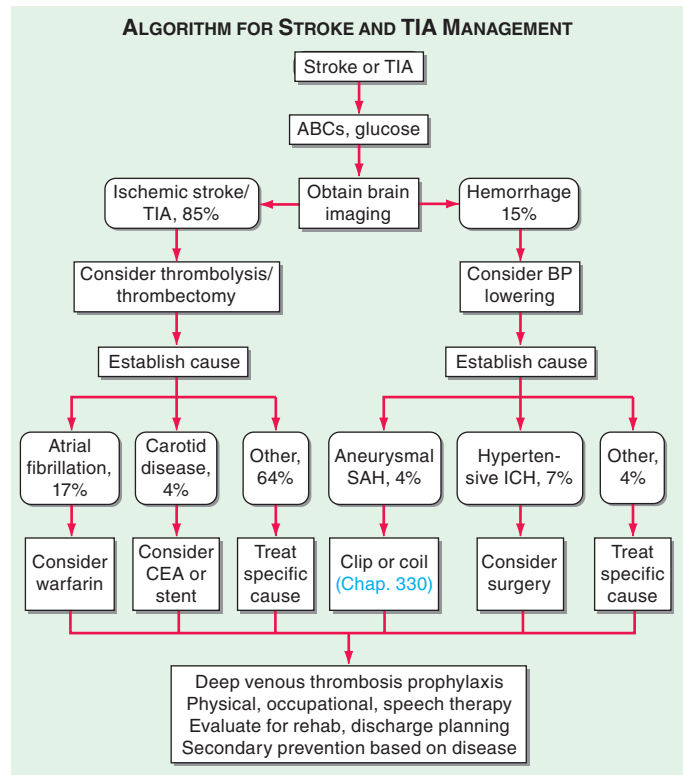 ALGORITHM FOR STROKE AND TIA MANAGEMENT
Stroke or TIA
ABCs, glucose
Ischemic stroke/
TIA, 85%
Obtain brain
imaging
Hemorrhage
15%
Consider thrombolysis/
thrombectomy
Consider BP
lowering
Establish cause
Establish cause
Atrial
fibrillation,
17%
Carotid
disease,
4%
Other,
64%
Aneurysmal
SAH, 4%
Hyperten-
sive ICH, 7%
Other,
4%
Consider
warfarin
Consider
CEA or
stent
Treat
specific
cause
Clip or coil
(Chap. 330)
Consider
surgery
Treat
specific
cause
Deep venous thrombosis prophylaxis
Physical, occupational, speech therapy
Evaluate for rehab, discharge planning
Secondary prevention based on disease